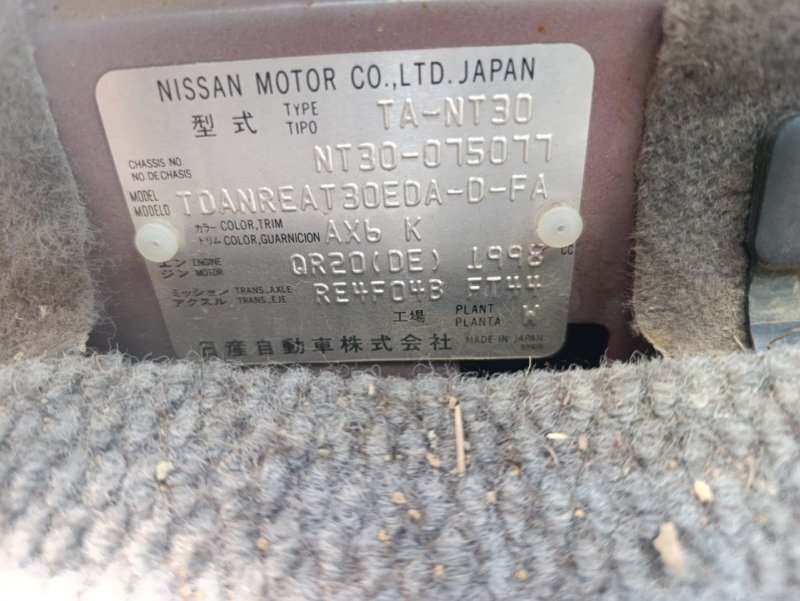 NISSAN MOTOR CO.,LTD. JAPAN
型式 TYPE TIPO TA-NT30
CHASSIS NO. NO DE CHASIS NT30-075077
MODEL MODELO TDANREAT30EDA-D-FA
カラー COLOR,TRIM トリム COLOR,GUARNICION AX6 K
エンジン ENGINE MOTOR QR20(DE) 1998 CC
ミッション TRANS.,AXLE アクスル TRANS.,EJE RE4F04B FT44
工場 PLANT PLANTA W
日産自動車株式会社 MADE IN JAPAN